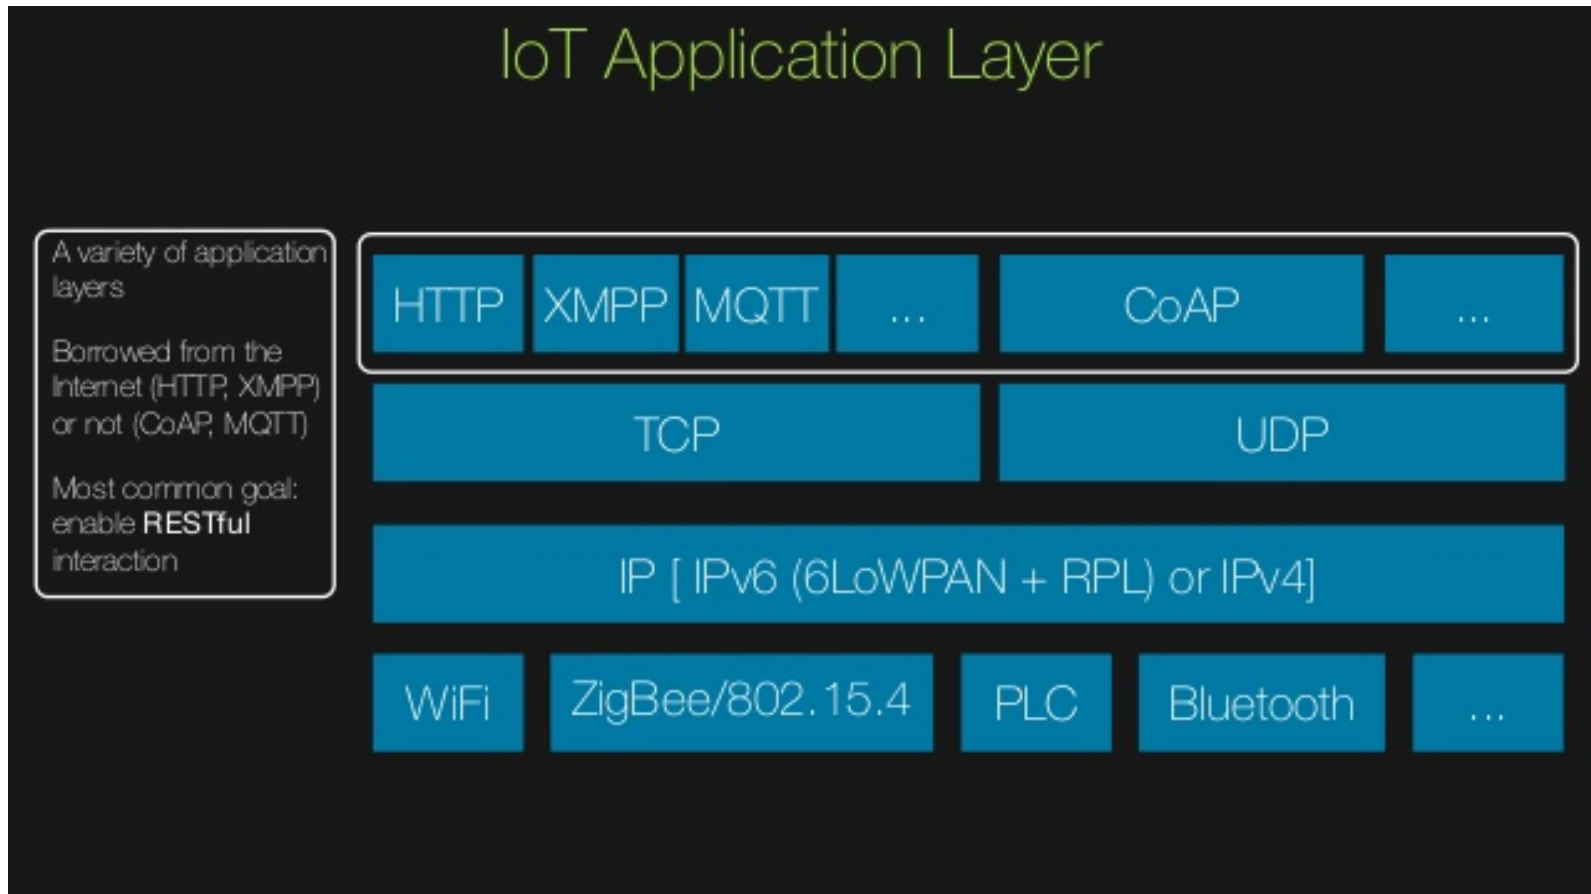 IoT Application Layer
A variety of application
layers
Borrowed from the
Internet (HTTP, XMPP)
or not (CoAP, MQTT)
Most common goal:
enable RESTful
interaction
HTTP XMPP MQTT ... CoAP ...
TCP UDP
IP [ IPv6 (6LoWPAN + RPL) or IPv4]
WiFi ZigBee/802.15.4 PLC Bluetooth ...